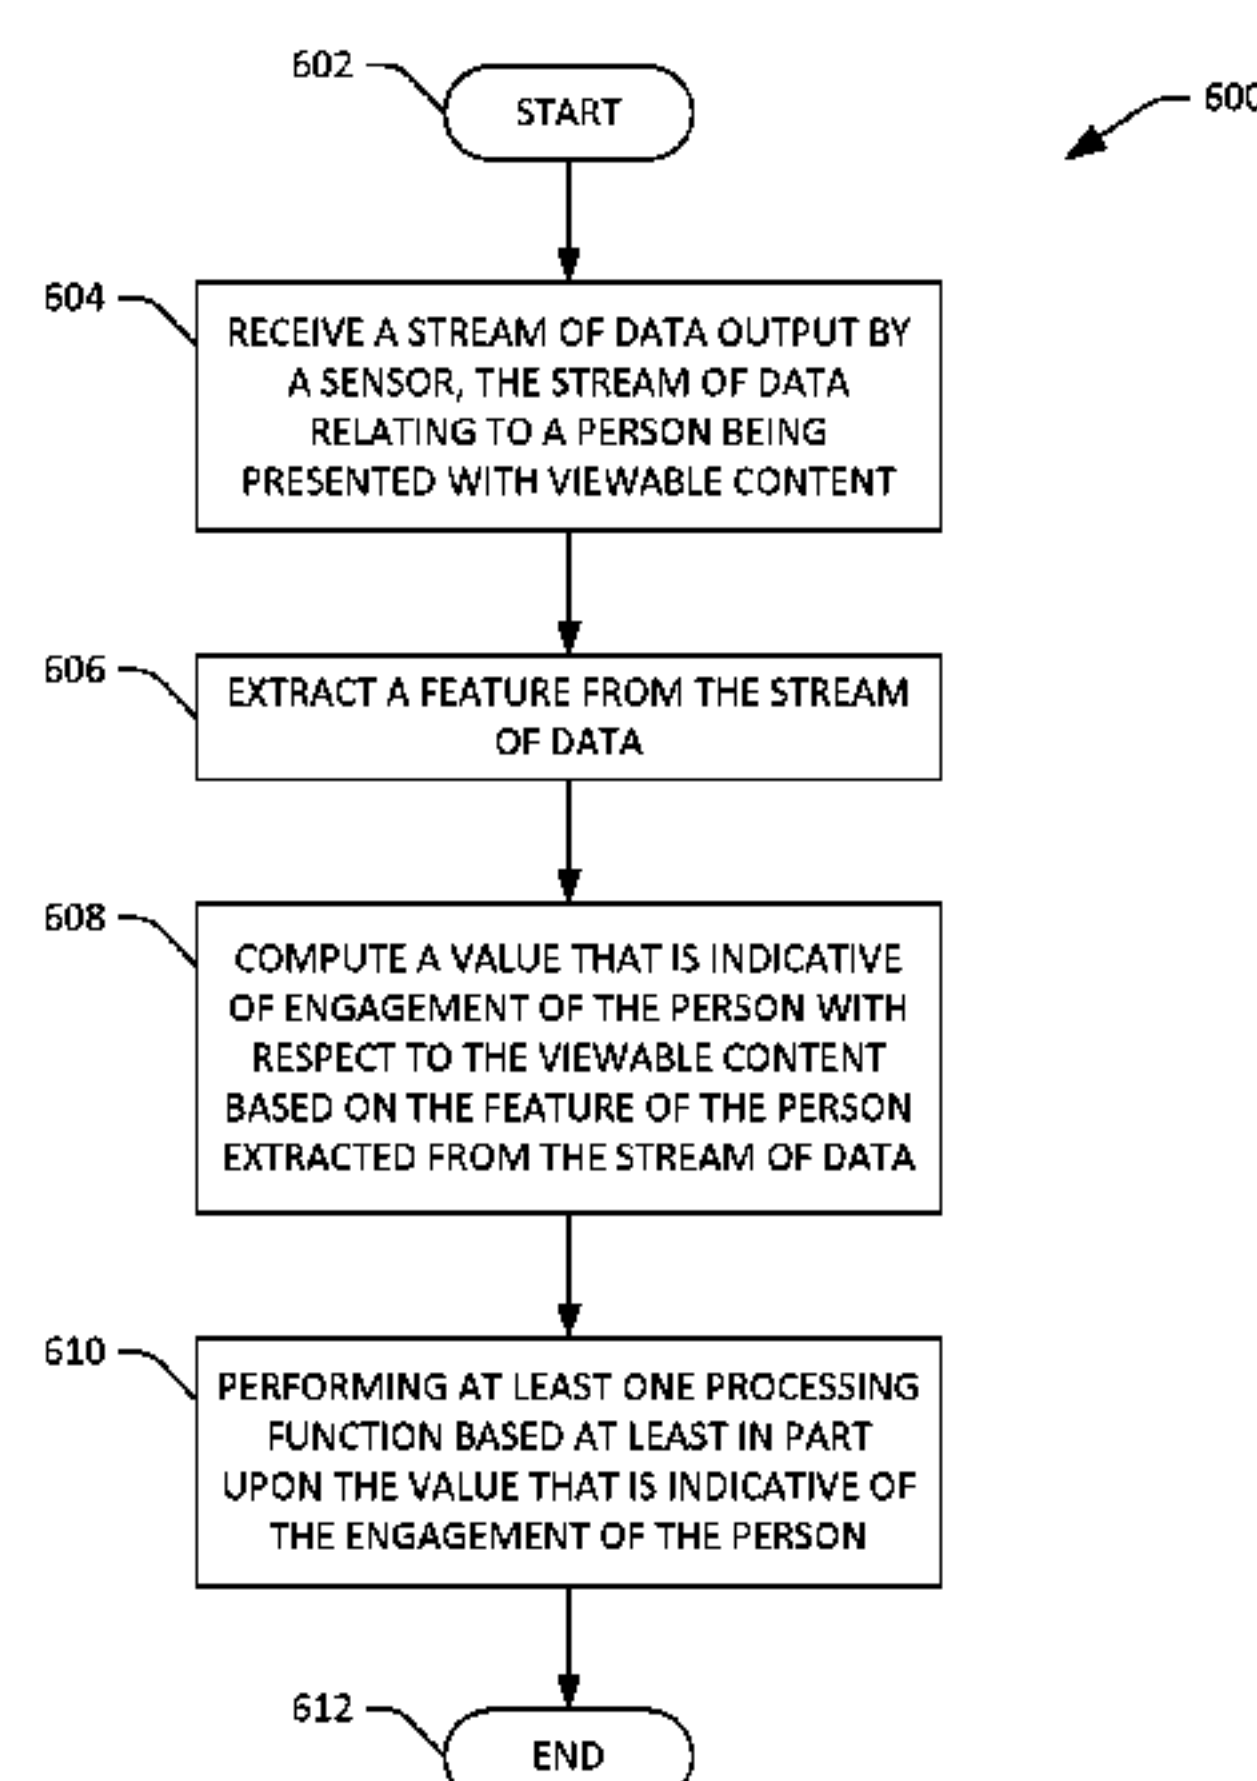 602
START
600
604
RECEIVE A STREAM OF DATA OUTPUT BY
A SENSOR, THE STREAM OF DATA
RELATING TO A PERSON BEING
PRESENTED WITH VIEWABLE CONTENT
606
EXTRACT A FEATURE FROM THE STREAM
OF DATA
608
COMPUTE A VALUE THAT IS INDICATIVE
OF ENGAGEMENT OF THE PERSON WITH
RESPECT TO THE VIEWABLE CONTENT
BASED ON THE FEATURE OF THE PERSON
EXTRACTED FROM THE STREAM OF DATA
610
PERFORMING AT LEAST ONE PROCESSING
FUNCTION BASED AT LEAST IN PART
UPON THE VALUE THAT IS INDICATIVE OF
THE ENGAGEMENT OF THE PERSON
612
END